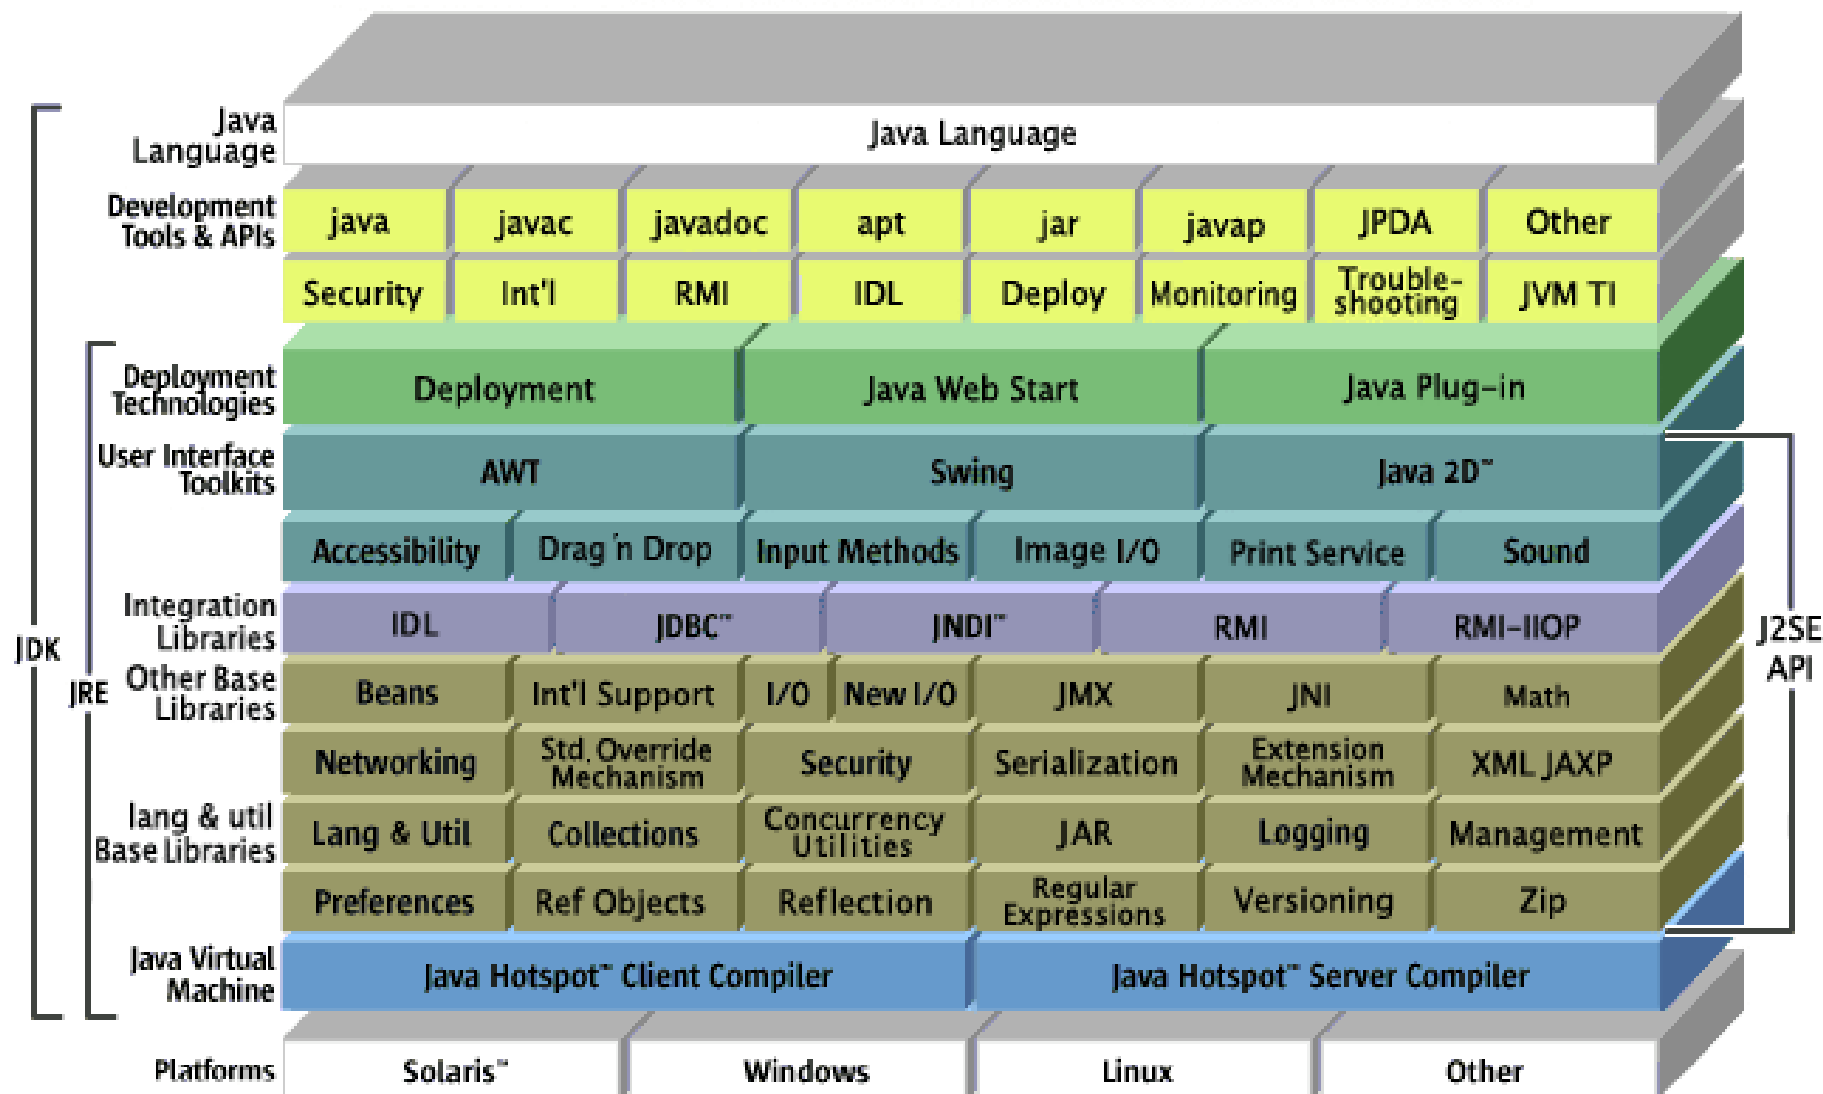 Java
Language
Java Language
Development
Tools & APIs
java
javac
javadoc
apt
jar
javap
JPDA
Other
Security
Int'l
RMI
IDL
Deploy
Monitoring
Trouble-
shooting
JVM TI
Deployment
Technologies
Deployment
Java Web Start
Java Plug-in
User Interface
Toolkits
AWT
Swing
Java 2D™
Accessibility
Drag 'n Drop
Input Methods
Image I/O
Print Service
Sound
Integration
Libraries
IDL
JDBC™
JNDI™
RMI
RMI-IIOP
JDK
JRE
J2SE
API
Other Base
Libraries
Beans
Int'l Support
I/O
New I/O
JMX
JNI
Math
Networking
Std. Override
Mechanism
Security
Serialization
Extension
Mechanism
XML JAXP
lang & util
Base Libraries
Lang & Util
Collections
Concurrency
Utilities
JAR
Logging
Management
Preferences
Ref Objects
Reflection
Regular
Expressions
Versioning
Zip
Java Virtual
Machine
Java Hotspot™ Client Compiler
Java Hotspot™ Server Compiler
Platforms
Solaris™
Windows
Linux
Other